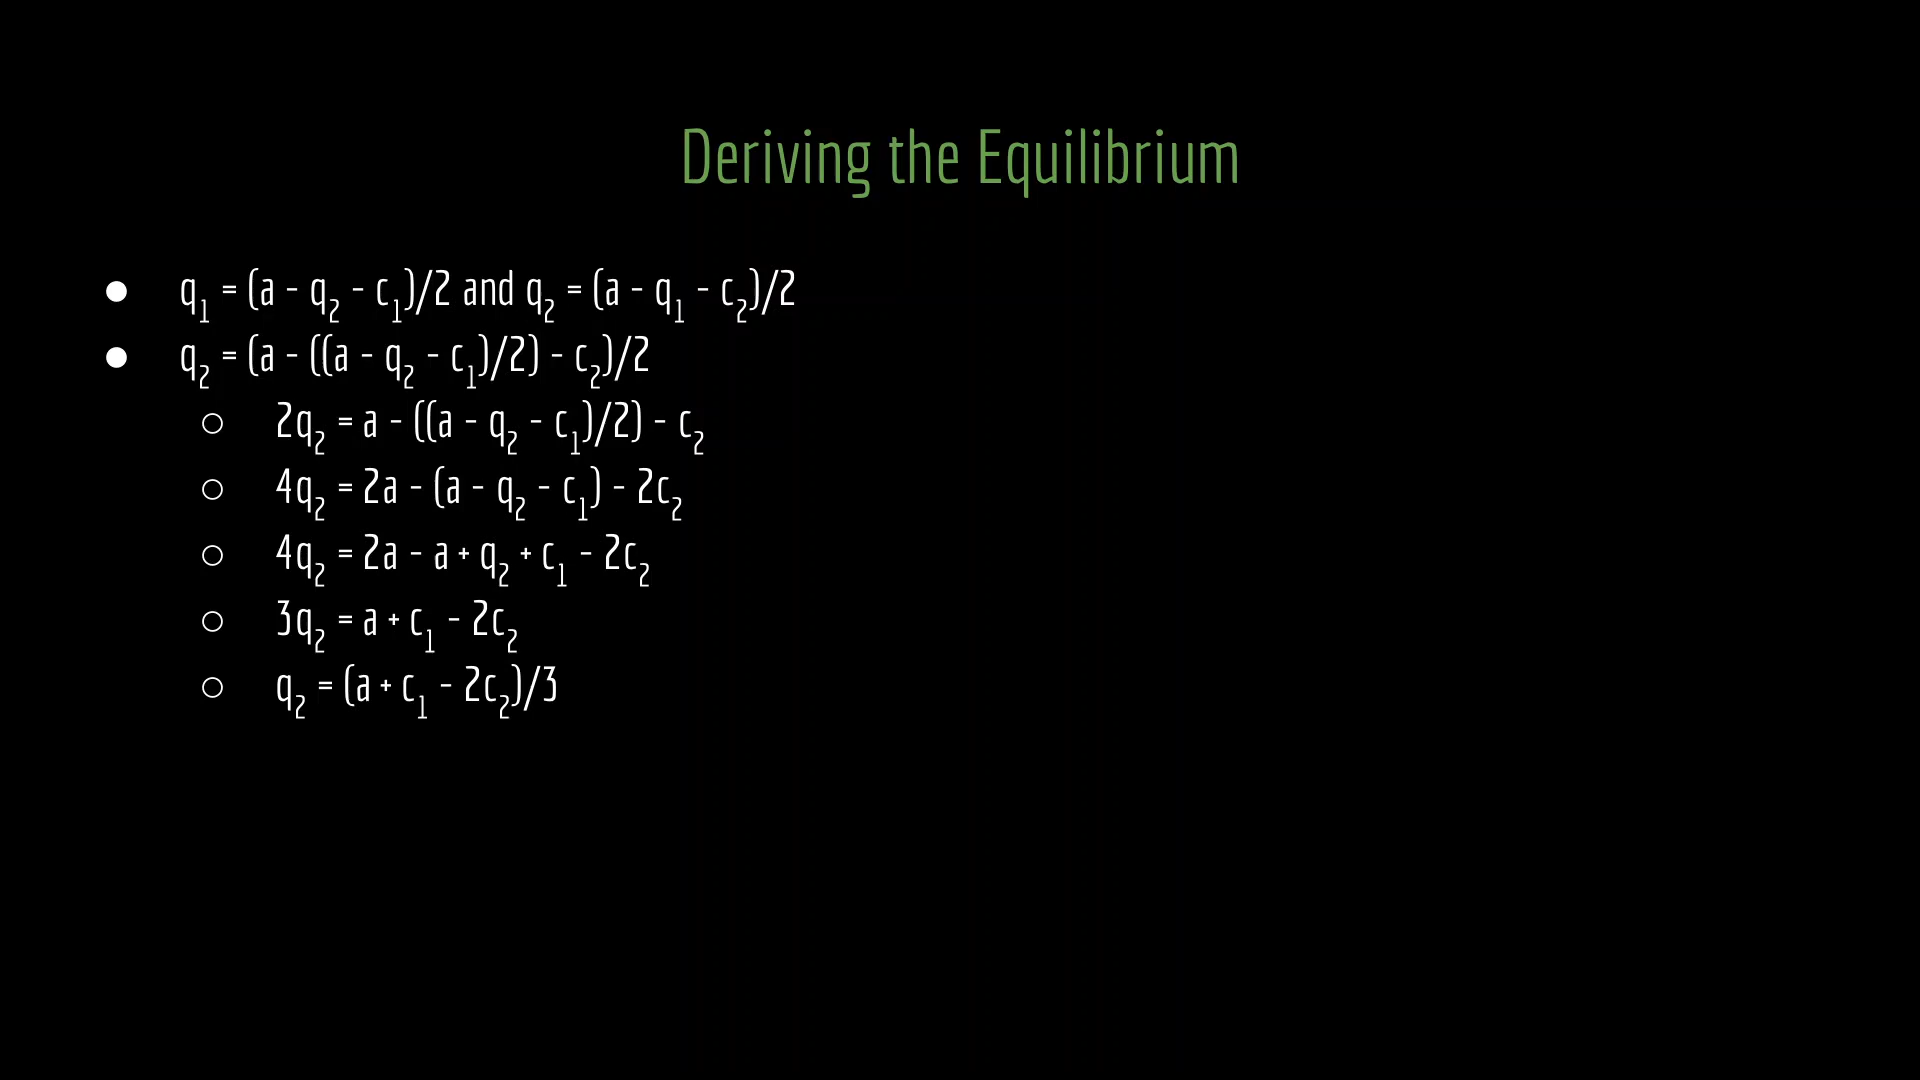 Deriving the Equilibrium
● q₁ = (a - q₂ - c₁)/2 and q₂ = (a - q₁ - c₂)/2
● q₂ = (a - ((a - q₂ - c₁)/2) - c₂)/2
○ 2q₂ = a - ((a - q₂ - c₁)/2) - c₂
○ 4q₂ = 2a - (a - q₂ - c₁) - 2c₂
○ 4q₂ = 2a - a + q₂ + c₁ - 2c₂
○ 3q₂ = a + c₁ - 2c₂
○ q₂ = (a + c₁ - 2c₂)/3